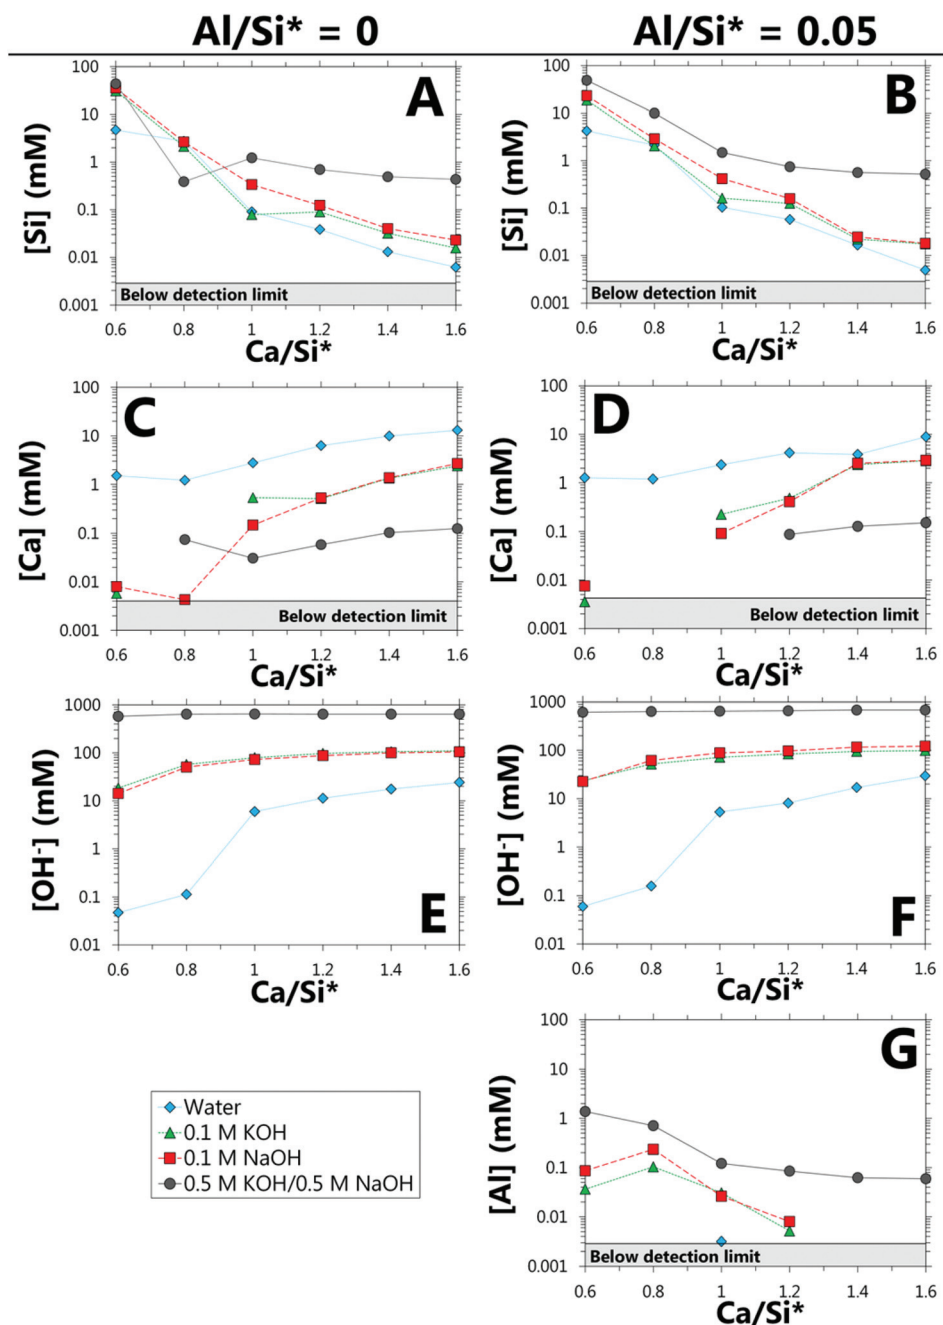 Al/Si* = 0
Al/Si* = 0.05
A
[Si] (mM)
100
10
1
0.1
0.01
0.001
Below detection limit
0.6 0.8 1 1.2 1.4 1.6
Ca/Si*
B
[Si] (mM)
100
10
1
0.1
0.01
0.001
Below detection limit
0.6 0.8 1 1.2 1.4 1.6
Ca/Si*
C
[Ca] (mM)
100
10
1
0.1
0.01
0.001
Below detection limit
0.6 0.8 1 1.2 1.4 1.6
Ca/Si*
D
[Ca] (mM)
100
10
1
0.1
0.01
0.001
Below detection limit
0.6 0.8 1 1.2 1.4 1.6
Ca/Si*
E
[OH-] (mM)
1000
100
10
1
0.1
0.01
0.6 0.8 1 1.2 1.4 1.6
Ca/Si*
F
[OH-] (mM)
1000
100
10
1
0.1
0.01
0.6 0.8 1 1.2 1.4 1.6
Ca/Si*
Water
0.1 M KOH
0.1 M NaOH
0.5 M KOH/0.5 M NaOH
G
[Al] (mM)
100
10
1
0.1
0.01
0.001
Below detection limit
0.6 0.8 1 1.2 1.4 1.6
Ca/Si*